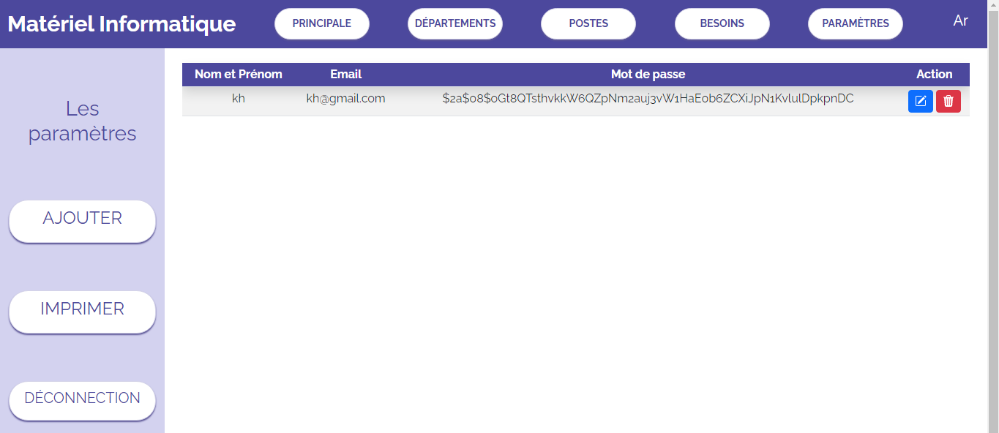 Matériel Informatique
PRINCIPALE
DÉPARTEMENTS
POSTES
BESOINS
PARAMÈTRES
Ar
Les
paramètres
AJOUTER
IMPRIMER
DÉCONNECTION
Nom et Prénom Email Mot de passe Action
kh kh@gmail.com $2a$08$oGt8QTsthvkkW6QZpNm2auj3vW1HaEob6ZCXiJpN1KvlulDpkpnDC